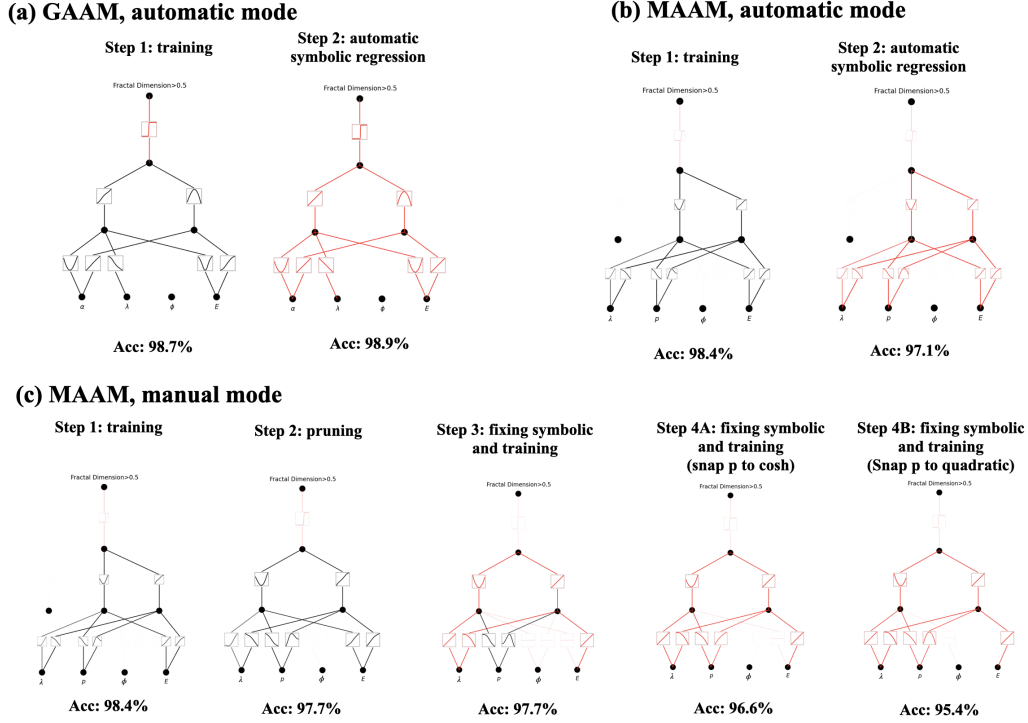 (a) GAAM, automatic mode
Step 1: training
Step 2: automatic
symbolic regression
Fractal Dimension>0.5
Fractal Dimension>0.5
α λ ϕ E
α λ ϕ E
Acc: 98.7%
Acc: 98.9%
(b) MAAM, automatic mode
Step 1: training
Step 2: automatic
symbolic regression
Fractal Dimension>0.5
Fractal Dimension>0.5
λ p ϕ E
λ p ϕ E
Acc: 98.4%
Acc: 97.1%
(c) MAAM, manual mode
Step 1: training
Fractal Dimension>0.5
λ p ϕ E
Acc: 98.4%
Step 2: pruning
Fractal Dimension>0.5
λ p ϕ E
Acc: 97.7%
Step 3: fixing symbolic
and training
Fractal Dimension>0.5
λ p ϕ E
Acc: 97.7%
Step 4A: fixing symbolic
and training
(snap p to cosh)
Fractal Dimension>0.5
λ p ϕ E
Acc: 96.6%
Step 4B: fixing symbolic
and training
(Snap p to quadratic)
Fractal Dimension>0.5
λ p ϕ E
Acc: 95.4%